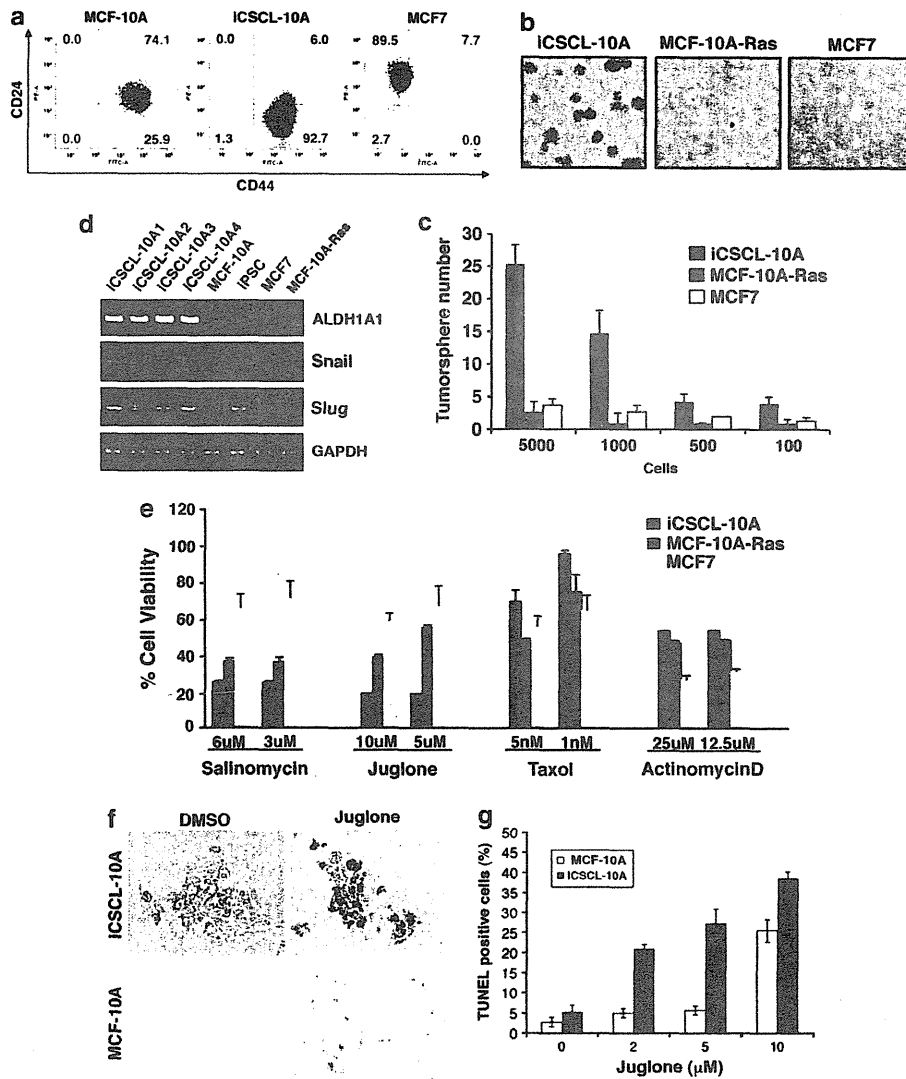 a
MCF-10A
iCSCL-10A
MCF7
0.0 74.1
0.0 6.0
89.5 7.7
0.0 25.9
1.3 92.7
2.7 0.0
CD24
FITC-A
FITC-A
FITC-A
CD44
b
iCSCL-10A
MCF-10A-Ras
MCF7
d
iCSCL-10A1
iCSCL-10A2
iCSCL-10A3
iCSCL-10A4
MCF-10A
iPSC
MCF7
MCF-10A-Ras
ALDH1A1
Snail
Slug
GAPDH
c
Tumorsphere number
30
25
20
15
10
5
0
iCSCL-10A
MCF-10A-Ras
MCF7
5000 1000 500 100
Cells
e
% Cell Viability
120
100
80
60
40
20
0
iCSCL-10A
MCF-10A-Ras
MCF7
6uM 3uM 10uM 5uM 5nM 1nM 25uM 12.5uM
Salinomycin Juglone Taxol ActinomycinD
f
DMSO
Juglone
iCSCL-10A
MCF-10A
g
TUNEL positive cells (%)
50
45
40
35
30
25
20
15
10
5
0
MCF-10A
iCSCL-10A
0 2 5 10
Juglone (μM)